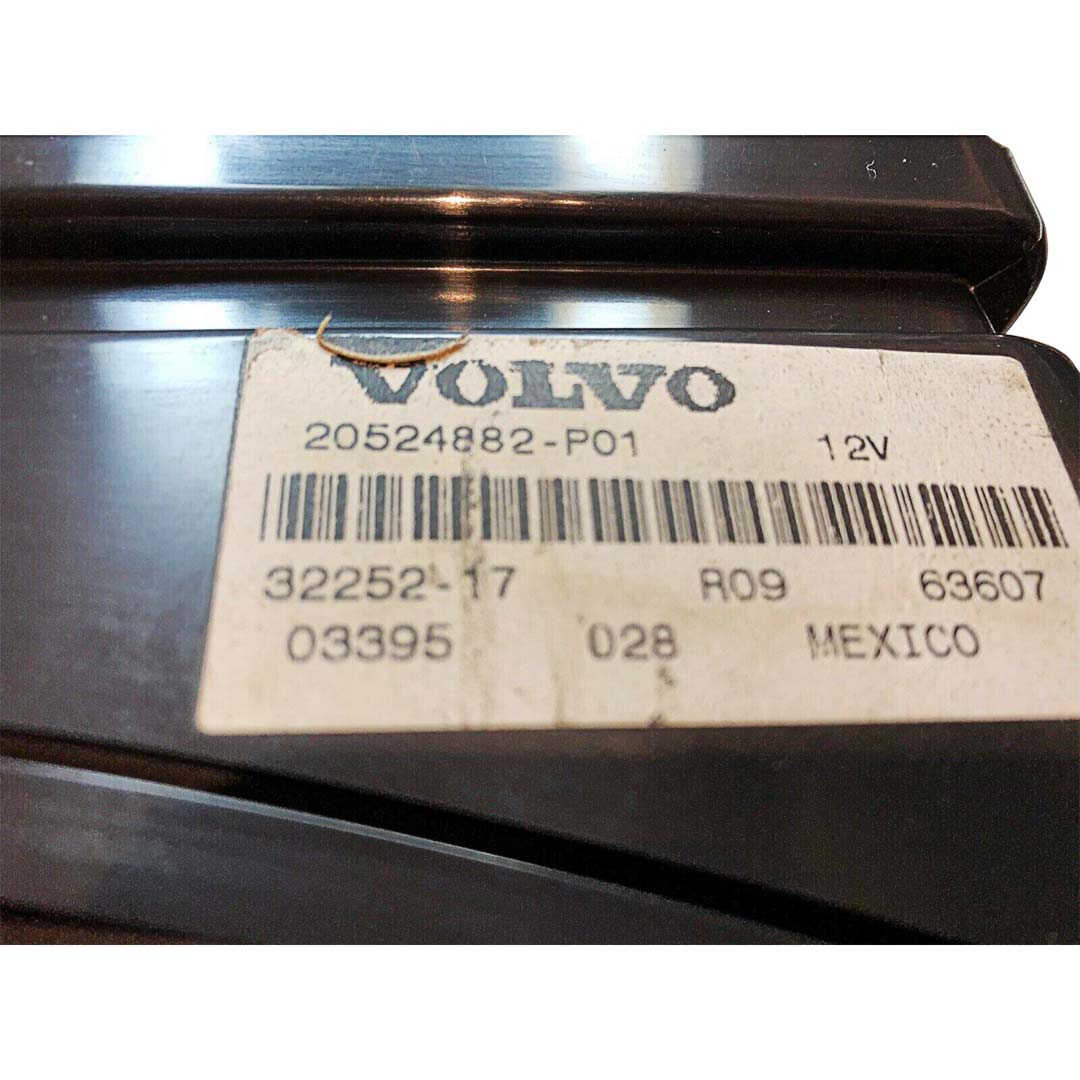 VOLVO
20524882-P01 12V
32252-17 R09 63607
03395 028 MEXICO